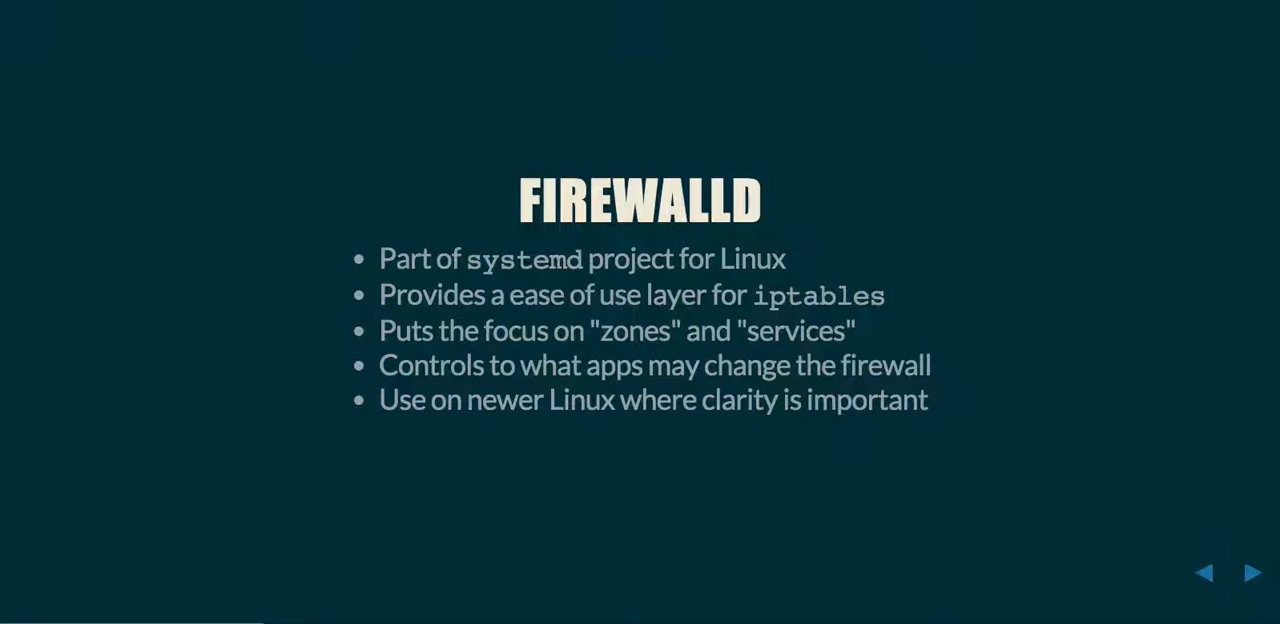 FIREWALLD
• Part of systemd project for Linux
• Provides a ease of use layer for iptables
• Puts the focus on "zones" and "services"
• Controls to what apps may change the firewall
• Use on newer Linux where clarity is important